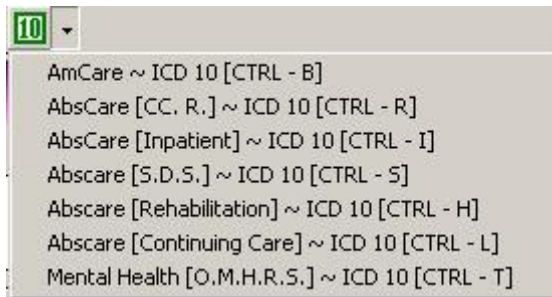 10
AmCare ~ ICD 10 [CTRL - B]
AbsCare [CC. R.] ~ ICD 10 [CTRL - R]
AbsCare [Inpatient] ~ ICD 10 [CTRL - I]
Abscare [S.D.S.] ~ ICD 10 [CTRL - S]
Abscare [Rehabilitation] ~ ICD 10 [CTRL - H]
Abscare [Continuing Care] ~ ICD 10 [CTRL - L]
Mental Health [O.M.H.R.S.] ~ ICD 10 [CTRL - T]